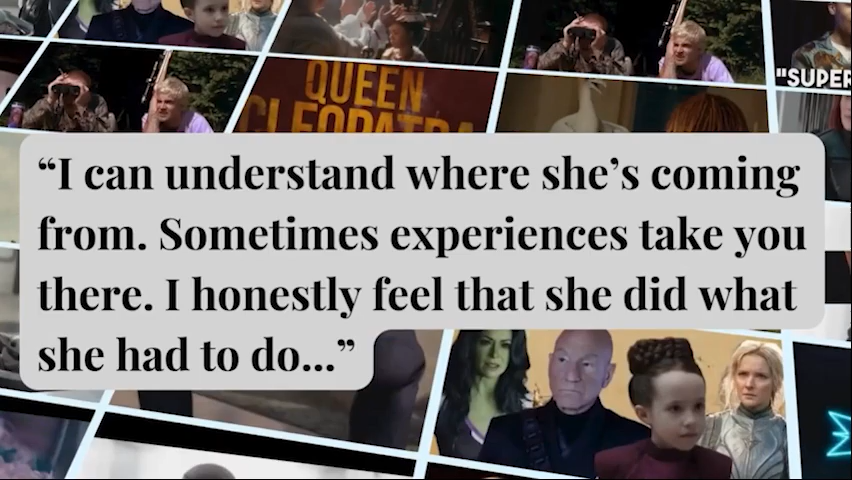 "SUPER
QUEEN
CLEOPATRA
“I can understand where she’s coming
from. Sometimes experiences take you
there. I honestly feel that she did what
she had to do...”